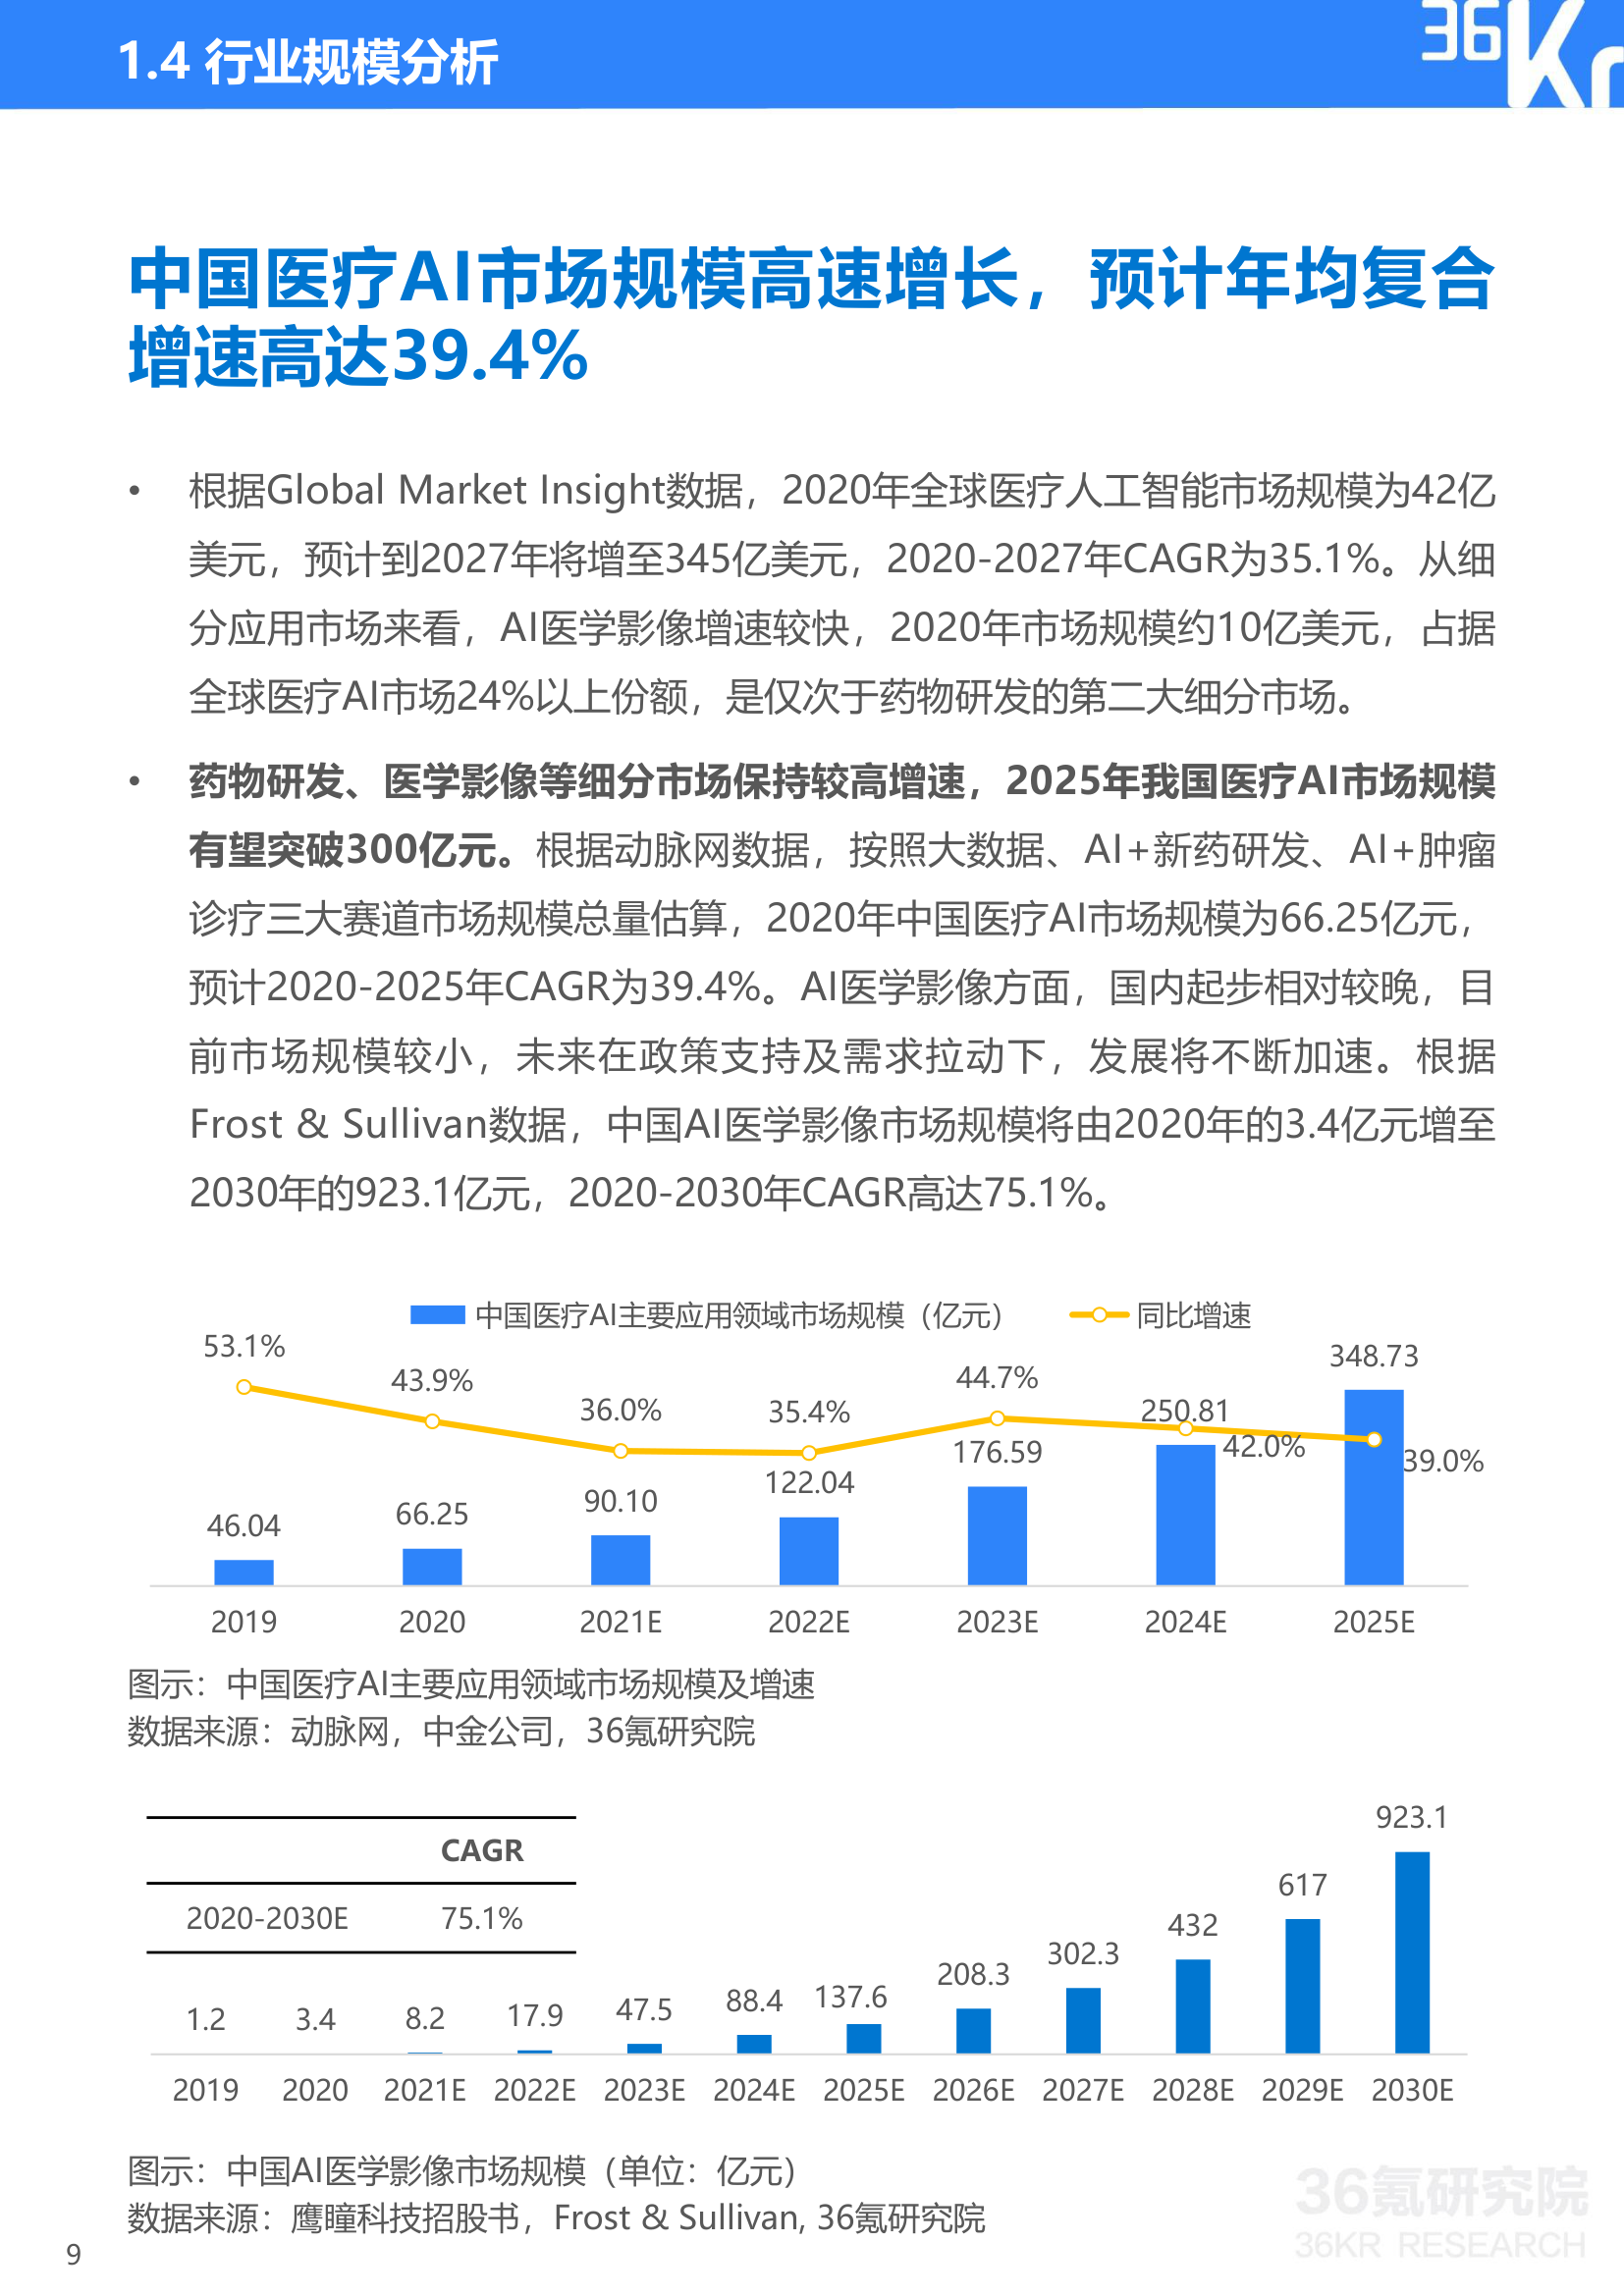 1.4 行业规模分析
36Kr
中国医疗AI市场规模高速增长，预计年均复合
增速高达39.4%
• 根据Global Market Insight数据，2020年全球医疗人工智能市场规模为42亿
美元，预计到2027年将增至345亿美元，2020-2027年CAGR为35.1%。从细
分应用市场来看，AI医学影像增速较快，2020年市场规模约10亿美元，占据
全球医疗AI市场24%以上份额，是仅次于药物研发的第二大细分市场。
• 药物研发、医学影像等细分市场保持较高增速，2025年我国医疗AI市场规模
有望突破300亿元。根据动脉网数据，按照大数据、AI+新药研发、AI+肿瘤
诊疗三大赛道市场规模总量估算，2020年中国医疗AI市场规模为66.25亿元，
预计2020-2025年CAGR为39.4%。AI医学影像方面，国内起步相对较晚，目
前市场规模较小，未来在政策支持及需求拉动下，发展将不断加速。根据
Frost & Sullivan数据，中国AI医学影像市场规模将由2020年的3.4亿元增至
2030年的923.1亿元，2020-2030年CAGR高达75.1%。
中国医疗AI主要应用领域市场规模（亿元） 同比增速
53.1% 43.9% 36.0% 35.4% 44.7% 42.0% 39.0%
46.04 66.25 90.10 122.04 176.59 250.81 348.73
2019 2020 2021E 2022E 2023E 2024E 2025E
图示：中国医疗AI主要应用领域市场规模及增速
数据来源：动脉网，中金公司，36氪研究院
CAGR
2020-2030E 75.1%
1.2 3.4 8.2 17.9 47.5 88.4 137.6 208.3 302.3 432 617 923.1
2019 2020 2021E 2022E 2023E 2024E 2025E 2026E 2027E 2028E 2029E 2030E
图示：中国AI医学影像市场规模（单位：亿元）
数据来源：鹰瞳科技招股书，Frost & Sullivan, 36氪研究院
36氪研究院
36KR RESEARCH
9